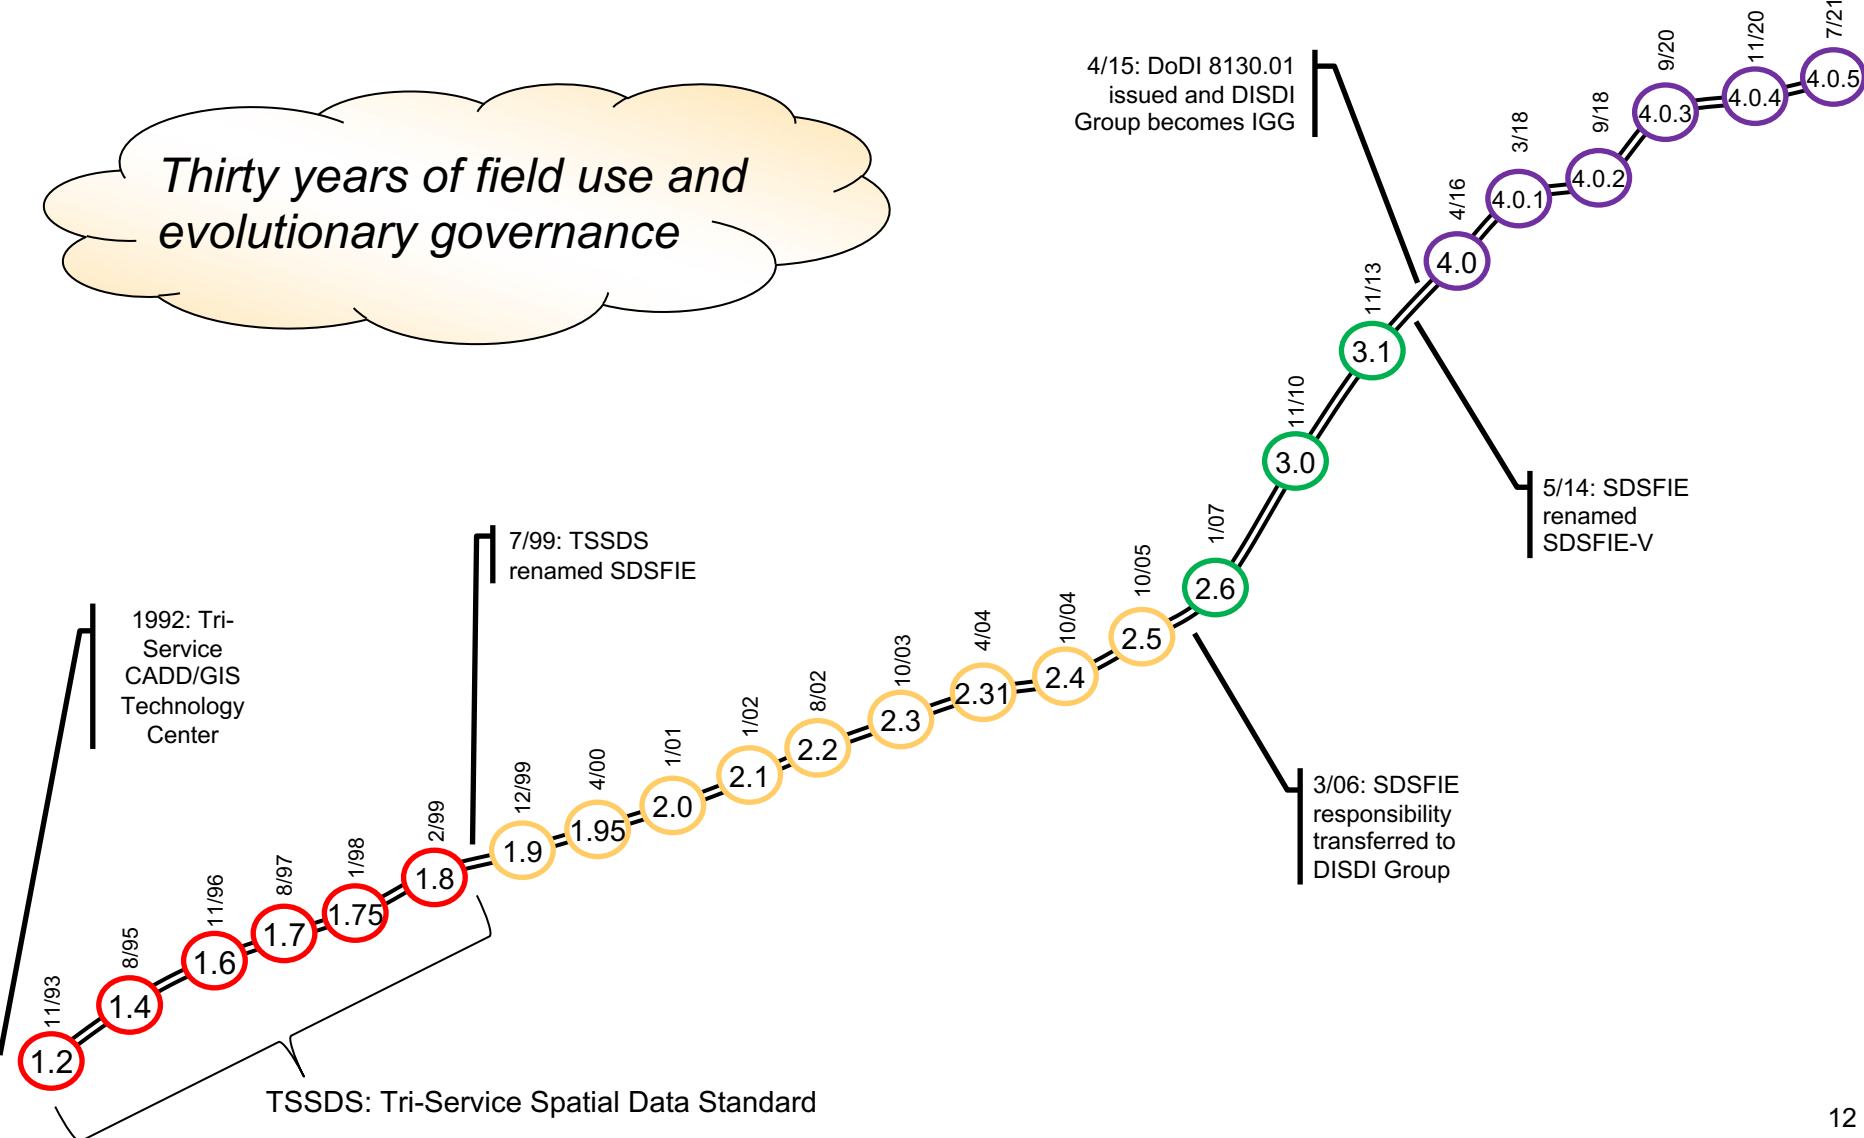 Thirty years of field use and
evolutionary governance
4/15: DoDI 8130.01
issued and DISDI
Group becomes IGG
7/21
4.0.5
11/20
4.0.4
9/20
4.0.3
9/18
4.0.2
3/18
4.0.1
4/16
4.0
11/13
3.1
11/10
3.0
5/14: SDSFIE
renamed
SDSFIE-V
1/07
2.6
10/05
2.5
10/04
2.4
4/04
2.31
10/03
2.3
8/02
2.2
1/02
2.1
1/01
2.0
4/00
1.95
12/99
1.9
7/99: TSSDS
renamed SDSFIE
3/06: SDSFIE
responsibility
transferred to
DISDI Group
1992: Tri-
Service
CADD/GIS
Technology
Center
2/99
1.8
1/98
1.75
8/97
1.7
11/96
1.6
8/95
1.4
11/93
1.2
TSSDS: Tri-Service Spatial Data Standard
12